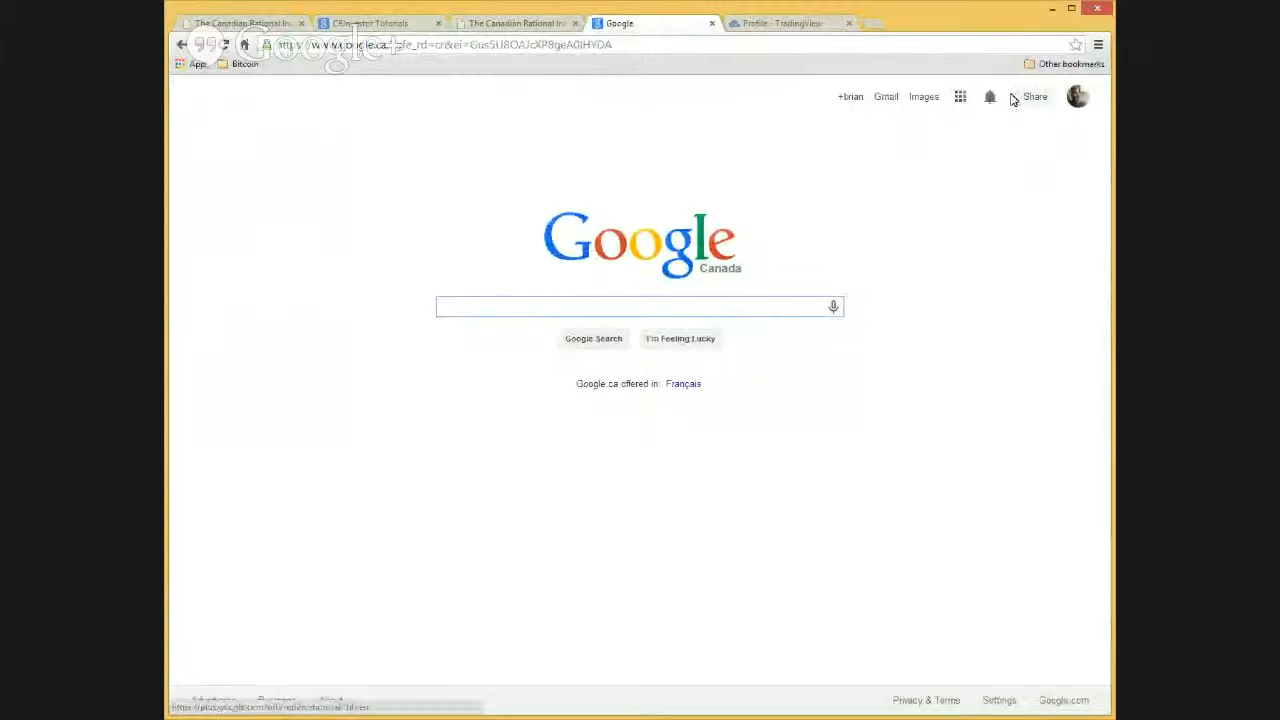 The Canadian Rational In
CRInvestor Tutorials
The Canadian Rational In
Google
Profile - TradingView
Google+
Apps
Bitcoin
Other bookmarks
+brian
Gmail
Images
Share
Google
Canada
Google Search
I'm Feeling Lucky
Google.ca offered in: Français
Privacy & Terms
Settings
Google.com